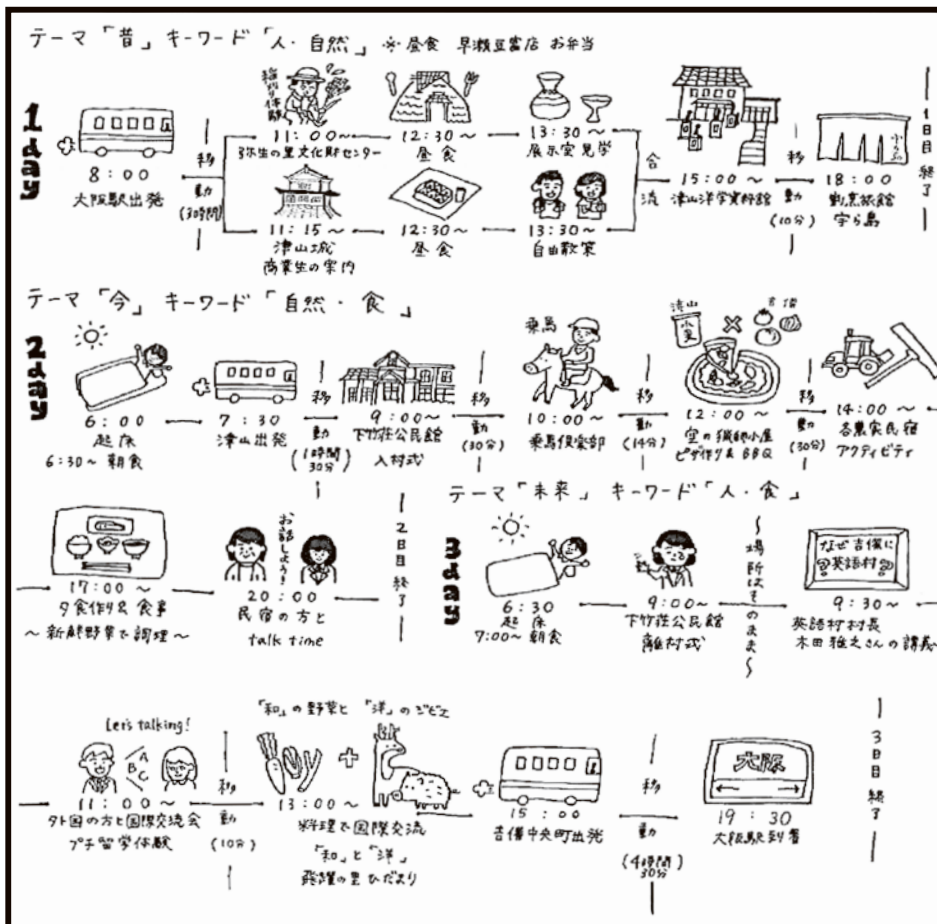 テーマ「昔」キーワード「人・自然」 ※昼食 早瀬豆富店 お弁当
1day
8:00
大阪駅出発
移動
(3時間)
稲刈り体験
11:00~
弥生の里文化財センター
12:30~
昼食
13:30~
展示室見学
11:15~
津山城
商業生の案内
12:30~
昼食
13:30~
自由散策
合流
15:00~
津山洋学資料館
移動
(10分)
18:00
割烹旅館
宇ら島
1日目終了
テーマ「今」キーワード「自然・食」
2day
6:00
起床
6:30~朝食
7:30
津山出発
移動
(1時間30分)
9:00~
下竹荘公民館
入村式
移動
(30分)
乗馬
10:00~
乗馬倶楽部
移動
(14分)
津山
小麦
×
吉備
12:00~
空の猟師小屋
ピザ作り& BBQ
移動
(30分)
14:00~
各農家民宿
アクティビティ
17:00~
夕食作り& 食事
~新鮮野菜で調理~
お話しよう!
20:00
民宿の方と
talk time
2日目終了
テーマ「未来」キーワード「人・食」
3day
6:30
起床
7:00~朝食
9:00~
下竹荘公民館
離村式
~場所はそのまま~
なぜ吉備に
英語村?
9:30~
英語村村長
木田雅之さんの講義
Let's talking!
A
B
C
11:00~
外国の方と国際交流会
プチ留学体験
移動
(10分)
「和」の野菜と「洋」のジビエ
+
13:00~
料理で国際交流
「和」と「洋」
飛躍の里 ひだまり
15:00
吉備中央町出発
移動
(4時間30分)
大阪
19:30
大阪駅到着
3日目終了